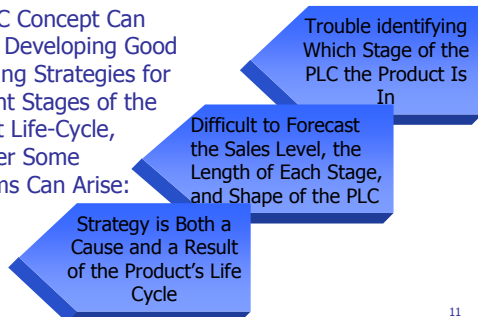 C Concept Can
Developing Good
ing Strategies for
nt Stages of the
t Life-Cycle,
er Some
ms Can Arise:
Trouble identifying
Which Stage of the
PLC the Product Is
In
Difficult to Forecast
the Sales Level, the
Length of Each Stage,
and Shape of the PLC
Strategy is Both a
Cause and a Result
of the Product's Life
Cycle
11